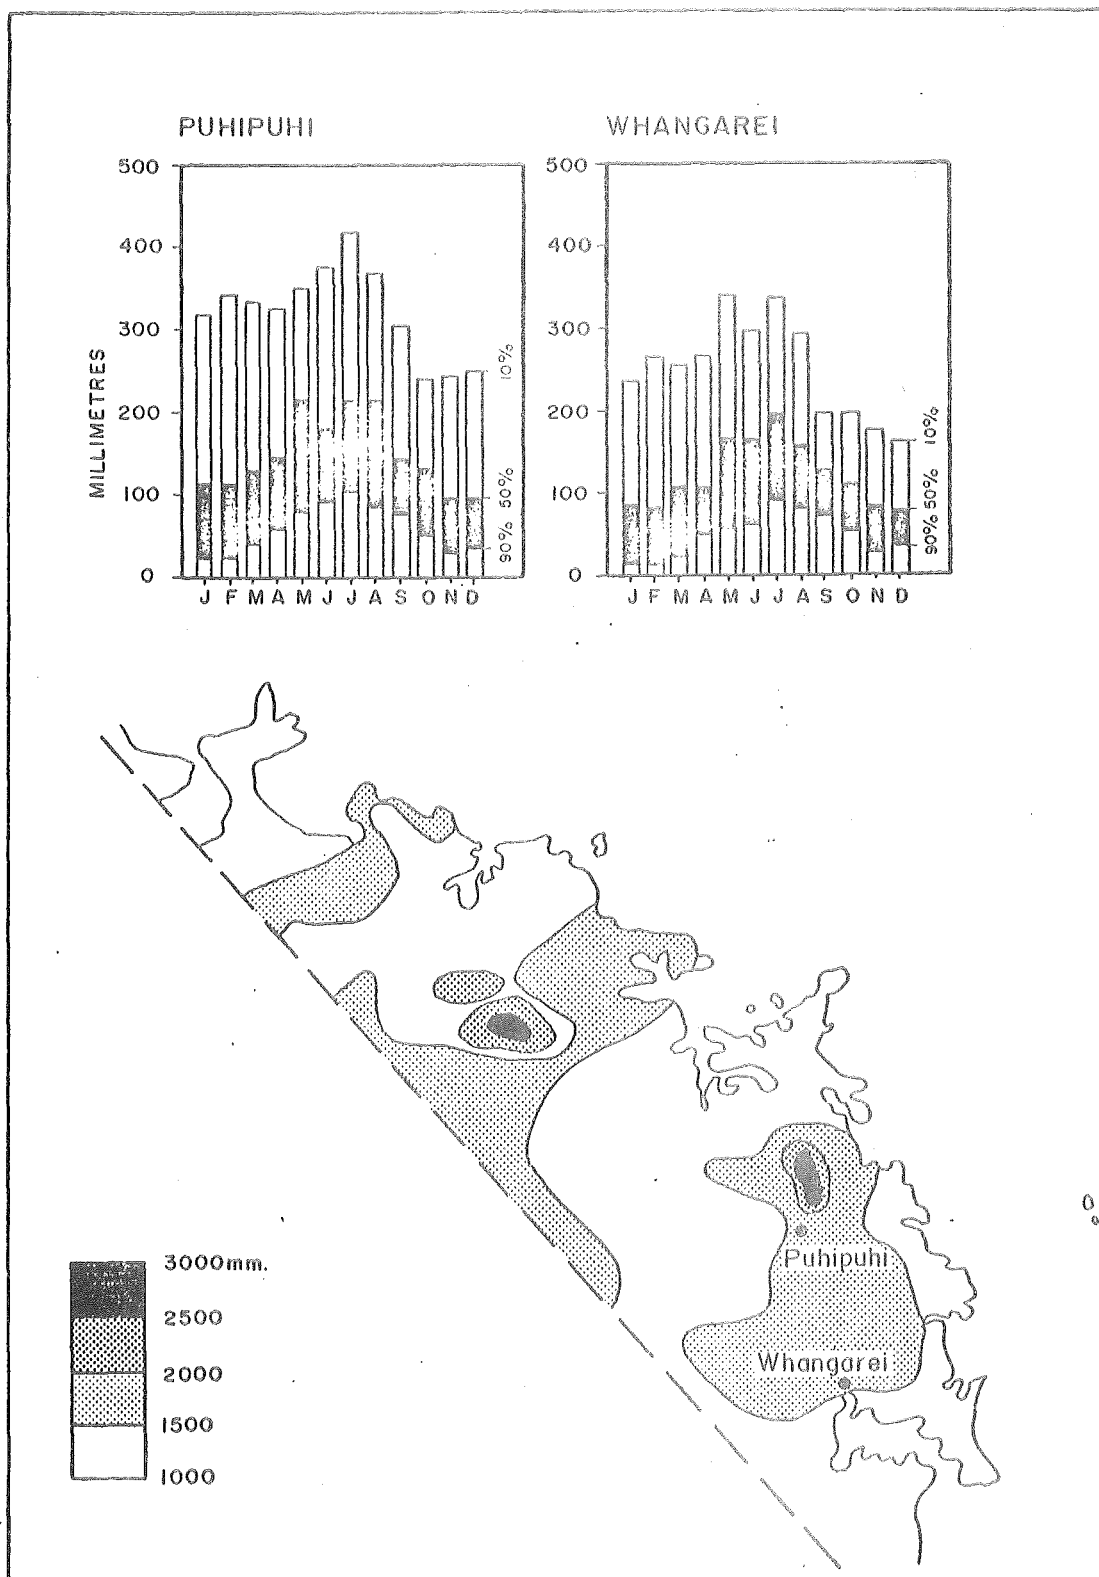 PUHIPUHI
500
400
300
200
100
0
MILLIMETRES
10%
50%
90%
J F M A M J J A S O N D
WHANGAREI
500
400
300
200
100
0
10%
50%
90%
J F M A M J J A S O N D
Puhipuhi
Whangarei
3000mm.
2500
2000
1500
1000